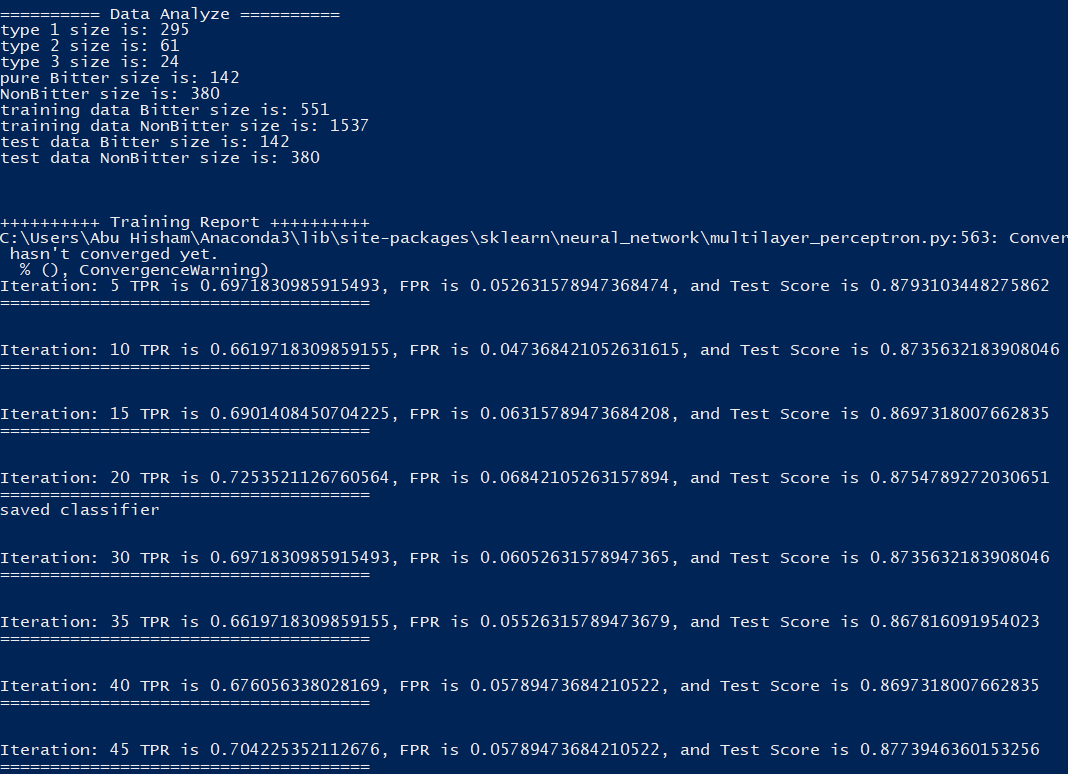 ========== Data Analyze ==========
type 1 size is: 295
type 2 size is: 61
type 3 size is: 24
pure Bitter size is: 142
NonBitter size is: 380
training data Bitter size is: 551
training data NonBitter size is: 1537
test data Bitter size is: 142
test data NonBitter size is: 380
++++++++++ Training Report ++++++++++
C:\Users\Abu Hisham\Anaconda3\lib\site-packages\sklearn\neural_network\multilayer_perceptron.py:563: Conver
hasn't converged yet.
% (), ConvergenceWarning)
Iteration: 5 TPR is 0.6971830985915493, FPR is 0.052631578947368474, and Test Score is 0.8793103448275862
=====================================
Iteration: 10 TPR is 0.6619718309859155, FPR is 0.047368421052631615, and Test Score is 0.8735632183908046
=====================================
Iteration: 15 TPR is 0.6901408450704225, FPR is 0.06315789473684208, and Test Score is 0.8697318007662835
=====================================
Iteration: 20 TPR is 0.7253521126760564, FPR is 0.06842105263157894, and Test Score is 0.8754789272030651
=====================================
saved classifier
Iteration: 30 TPR is 0.6971830985915493, FPR is 0.06052631578947365, and Test Score is 0.8735632183908046
=====================================
Iteration: 35 TPR is 0.6619718309859155, FPR is 0.05526315789473679, and Test Score is 0.867816091954023
=====================================
Iteration: 40 TPR is 0.676056338028169, FPR is 0.05789473684210522, and Test Score is 0.8697318007662835
=====================================
Iteration: 45 TPR is 0.704225352112676, FPR is 0.05789473684210522, and Test Score is 0.8773946360153256
=====================================